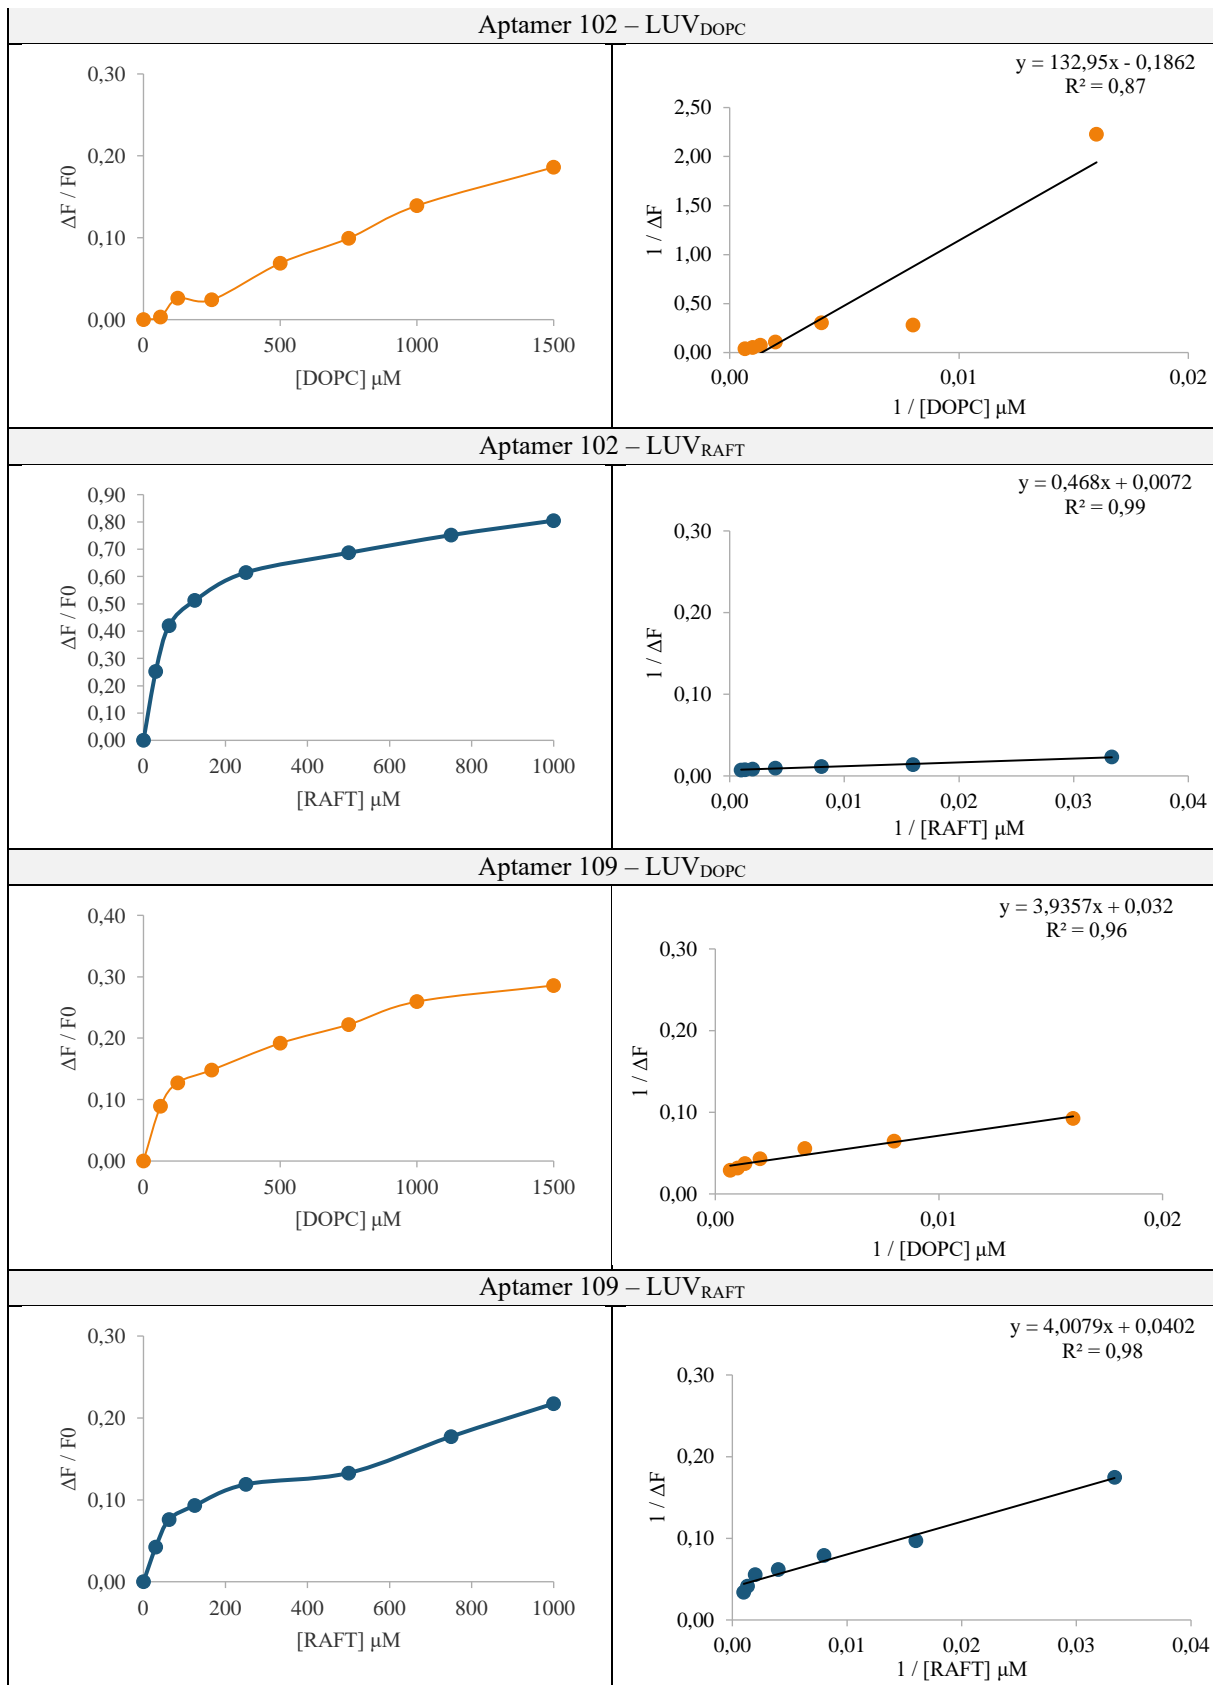 Aptamer 102 – LUVDOPC
0,30
0,20
0,10
0,00
ΔF / F0
0 500 1000 1500
[DOPC] μM
y = 132,95x - 0,1862
R² = 0,87
2,50
2,00
1,50
1,00
0,50
0,00
1 / ΔF
0,00 0,01 0,02
1 / [DOPC] μM
Aptamer 102 – LUVRAFT
0,90
0,80
0,70
0,60
0,50
0,40
0,30
0,20
0,10
0,00
ΔF / F0
0 200 400 600 800 1000
[RAFT] μM
y = 0,468x + 0,0072
R² = 0,99
0,30
0,20
0,10
0,00
1 / ΔF
0,00 0,01 0,02 0,03 0,04
1 / [RAFT] μM
Aptamer 109 – LUVDOPC
0,40
0,30
0,20
0,10
0,00
ΔF / F0
0 500 1000 1500
[DOPC] μM
y = 3,9357x + 0,032
R² = 0,96
0,30
0,20
0,10
0,00
1 / ΔF
0,00 0,01 0,02
1 / [DOPC] μM
Aptamer 109 – LUVRAFT
0,30
0,20
0,10
0,00
ΔF / F0
0 200 400 600 800 1000
[RAFT] μM
y = 4,0079x + 0,0402
R² = 0,98
0,30
0,20
0,10
0,00
1 / ΔF
0,00 0,01 0,02 0,03 0,04
1 / [RAFT] μM